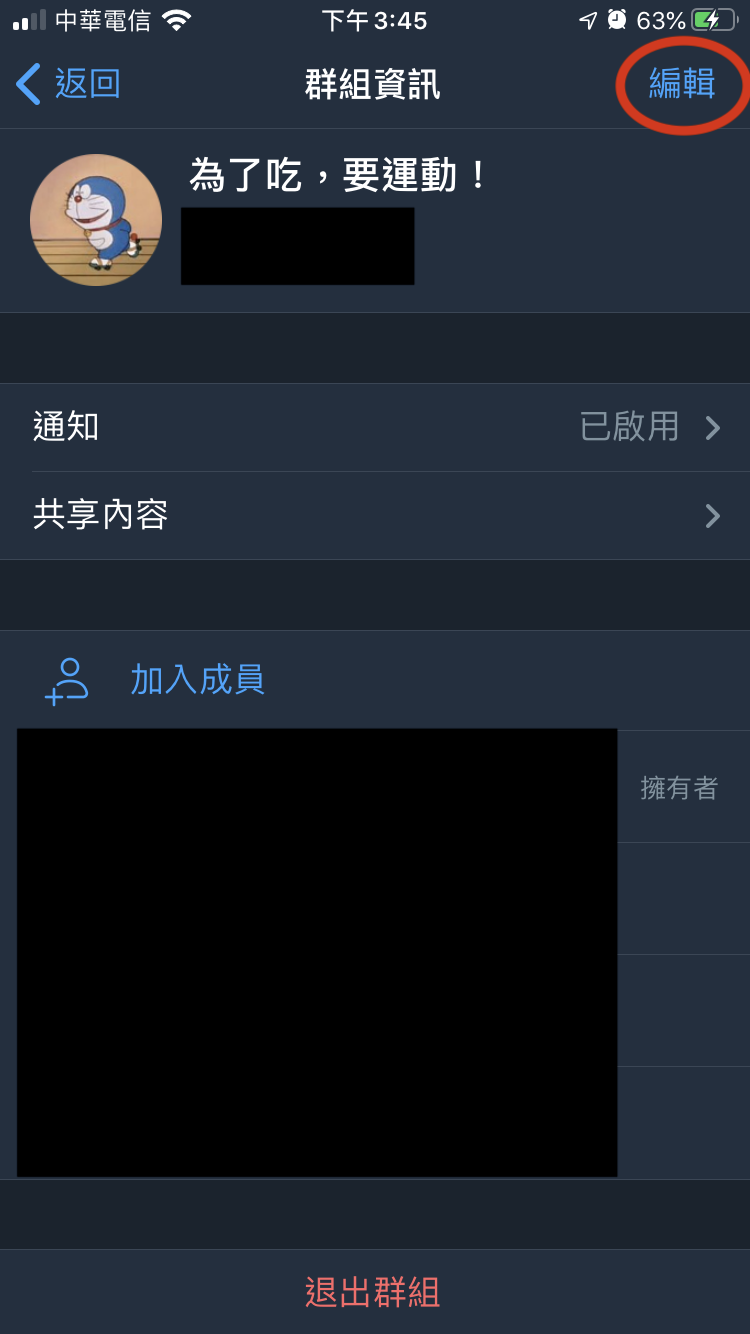 中華電信 下午3:45 63%
返回 群組資訊 編輯
為了吃，要運動！
通知 已啟用
共享內容
加入成員
擁有者
退出群組